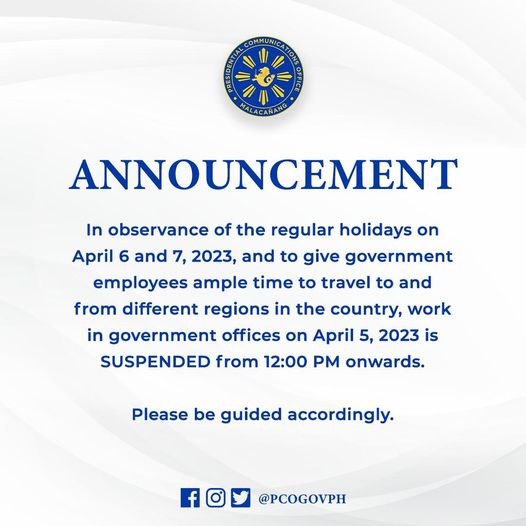 PRESIDENTIAL COMMUNICATIONS OFFICE
MALACAÑANG
ANNOUNCEMENT
In observance of the regular holidays on
April 6 and 7, 2023, and to give government
employees ample time to travel to and
from different regions in the country, work
in government offices on April 5, 2023 is
SUSPENDED from 12:00 PM onwards.
Please be guided accordingly.
@PCOGOVPH